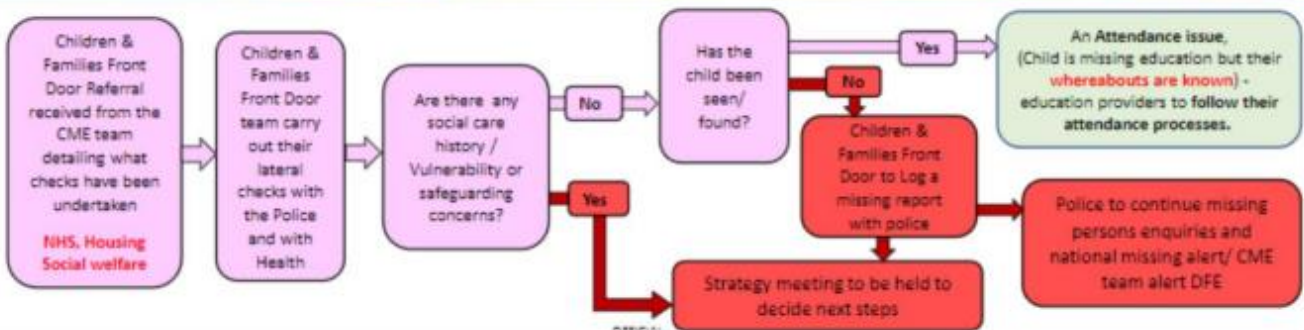 Children &
Families Front
Door Referral
received from the
CME team
detailing what
checks have been
undertaken
NHS, Housing
Social welfare
Children &
Families
Front Door
team carry
out their
lateral
checks with
the Police
and with
Health
Are there any
social care
history /
Vulnerability or
safeguarding
concerns?
No
Yes
Has the
child been
seen/
found?
Yes
No
An Attendance issue,
(Child is missing education but their
whereabouts are known) -
education providers to follow their
attendance processes.
Children &
Families Front
Door to Log a
missing report
with police
Police to continue missing
persons enquiries and
national missing alert/ CME
team alert DFE
Strategy meeting to be held to
decide next steps